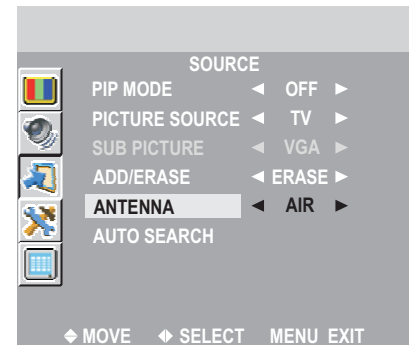 SOURCE
PIP MODE ◄ OFF ►
PICTURE SOURCE ◄ TV ►
SUB PICTURE ◄ VGA ►
ADD/ERASE ◄ ERASE ►
ANTENNA ◄ AIR ►
AUTO SEARCH
MOVE SELECT MENU EXIT